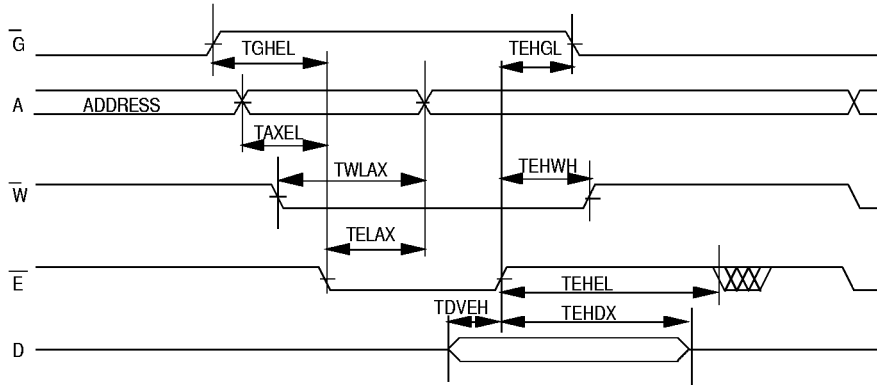 G
TGHEL
TEHGL
A
ADDRESS
TAXEL
TWLAX
TEHWH
W
TELAX
E
TEHEL
TDVEH
TEHDX
D